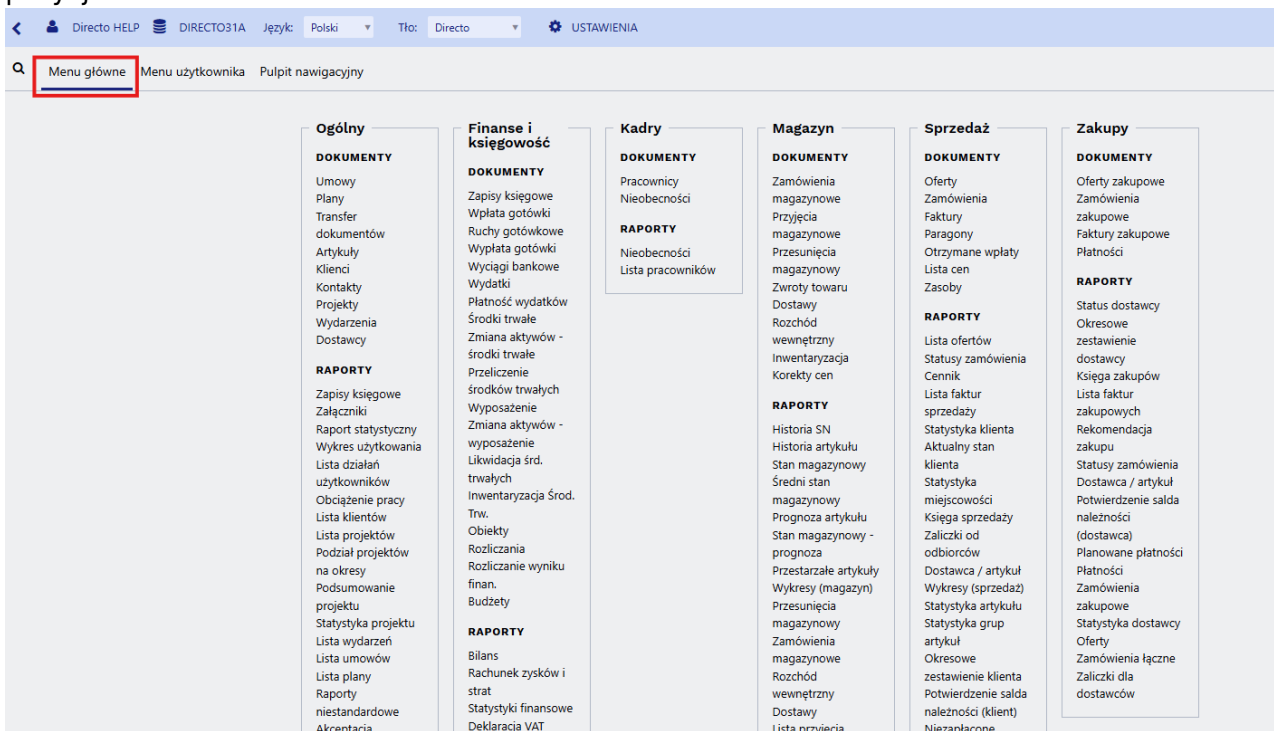 Directo HELP DIRECTO31A Język: Polski Tło: Directo USTAWIENIA
Menu główne Menu użytkownika Pulpit nawigacyjny
Ogólny
DOKUMENTY
Umowy
Plany
Transfer
dokumentów
Artykuły
Klienci
Kontakty
Projekty
Wydarzenia
Dostawcy
RAPORTY
Zapisy księgowe
Załączniki
Raport statystyczny
Wykres użytkowania
Lista działań
użytkowników
Obciążenie pracy
Lista klientów
Lista projektów
Podział projektów
na okresy
Podsumowanie
projektu
Statystyka projektu
Lista wydarzeń
Lista umowów
Lista plany
Raporty
niestandardowe
Akceptacja
Finanse i
księgowość
DOKUMENTY
Zapisy księgowe
Wpłata gotówki
Ruchy gotówkowe
Wypłata gotówki
Wyciągi bankowe
Wydatki
Płatność wydatków
Środki trwałe
Zmiana aktywów -
środki trwałe
Przeliczenie
środków trwałych
Wyposażenie
Zmiana aktywów -
wyposażenie
Likwidacja śrd.
trwałych
Inwentaryzacja Środ.
Trw.
Obiekty
Rozliczania
Rozliczanie wyniku
finan.
Budżety
RAPORTY
Bilans
Rachunek zysków i
strat
Statystyki finansowe
Deklaracja VAT
Kadry
DOKUMENTY
Pracownicy
Nieobecności
RAPORTY
Nieobecności
Lista pracowników
Magazyn
DOKUMENTY
Zamówienia
magazynowe
Przyjęcia
magazynowe
Przesunięcia
magazynowy
Zwroty towaru
Dostawy
Rozchód
wewnętrzny
Inwentaryzacja
Korekty cen
RAPORTY
Historia SN
Historia artykułu
Stan magazynowy
Średni stan
magazynowy
Prognoza artykułu
Stan magazynowy -
prognoza
Przestarzałe artykuły
Wykresy (magazyn)
Przesunięcia
magazynowy
Zamówienia
magazynowe
Rozchód
wewnętrzny
Dostawy
Lista przyjęcia
Sprzedaż
DOKUMENTY
Oferty
Zamówienia
Faktury
Paragony
Otrzymane wpłaty
Lista cen
Zasoby
RAPORTY
Lista ofertów
Statusy zamówienia
Cennik
Lista faktur
sprzedaży
Statystyka klienta
Aktualny stan
klienta
Statystyka
miejscowości
Księga sprzedaży
Zaliczki od
odbiorców
Dostawca / artykuł
Wykresy (sprzedaż)
Statystyka artykułu
Statystyka grup
artykuł
Okresowe
zestawienie klienta
Potwierdzenie salda
należności (klient)
Niezapłacone
Zakupy
DOKUMENTY
Oferty zakupowe
Zamówienia
zakupowe
Faktury zakupowe
Płatności
RAPORTY
Status dostawcy
Okresowe
zestawienie
dostawcy
Księga zakupów
Lista faktur
zakupowych
Rekomendacja
zakupu
Statusy zamówienia
Dostawca / artykuł
Potwierdzenie salda
należności
(dostawca)
Planowane płatności
Płatności
Zamówienia
zakupowe
Statystyka dostawcy
Oferty
Zamówienia łączne
Zaliczki dla
dostawców